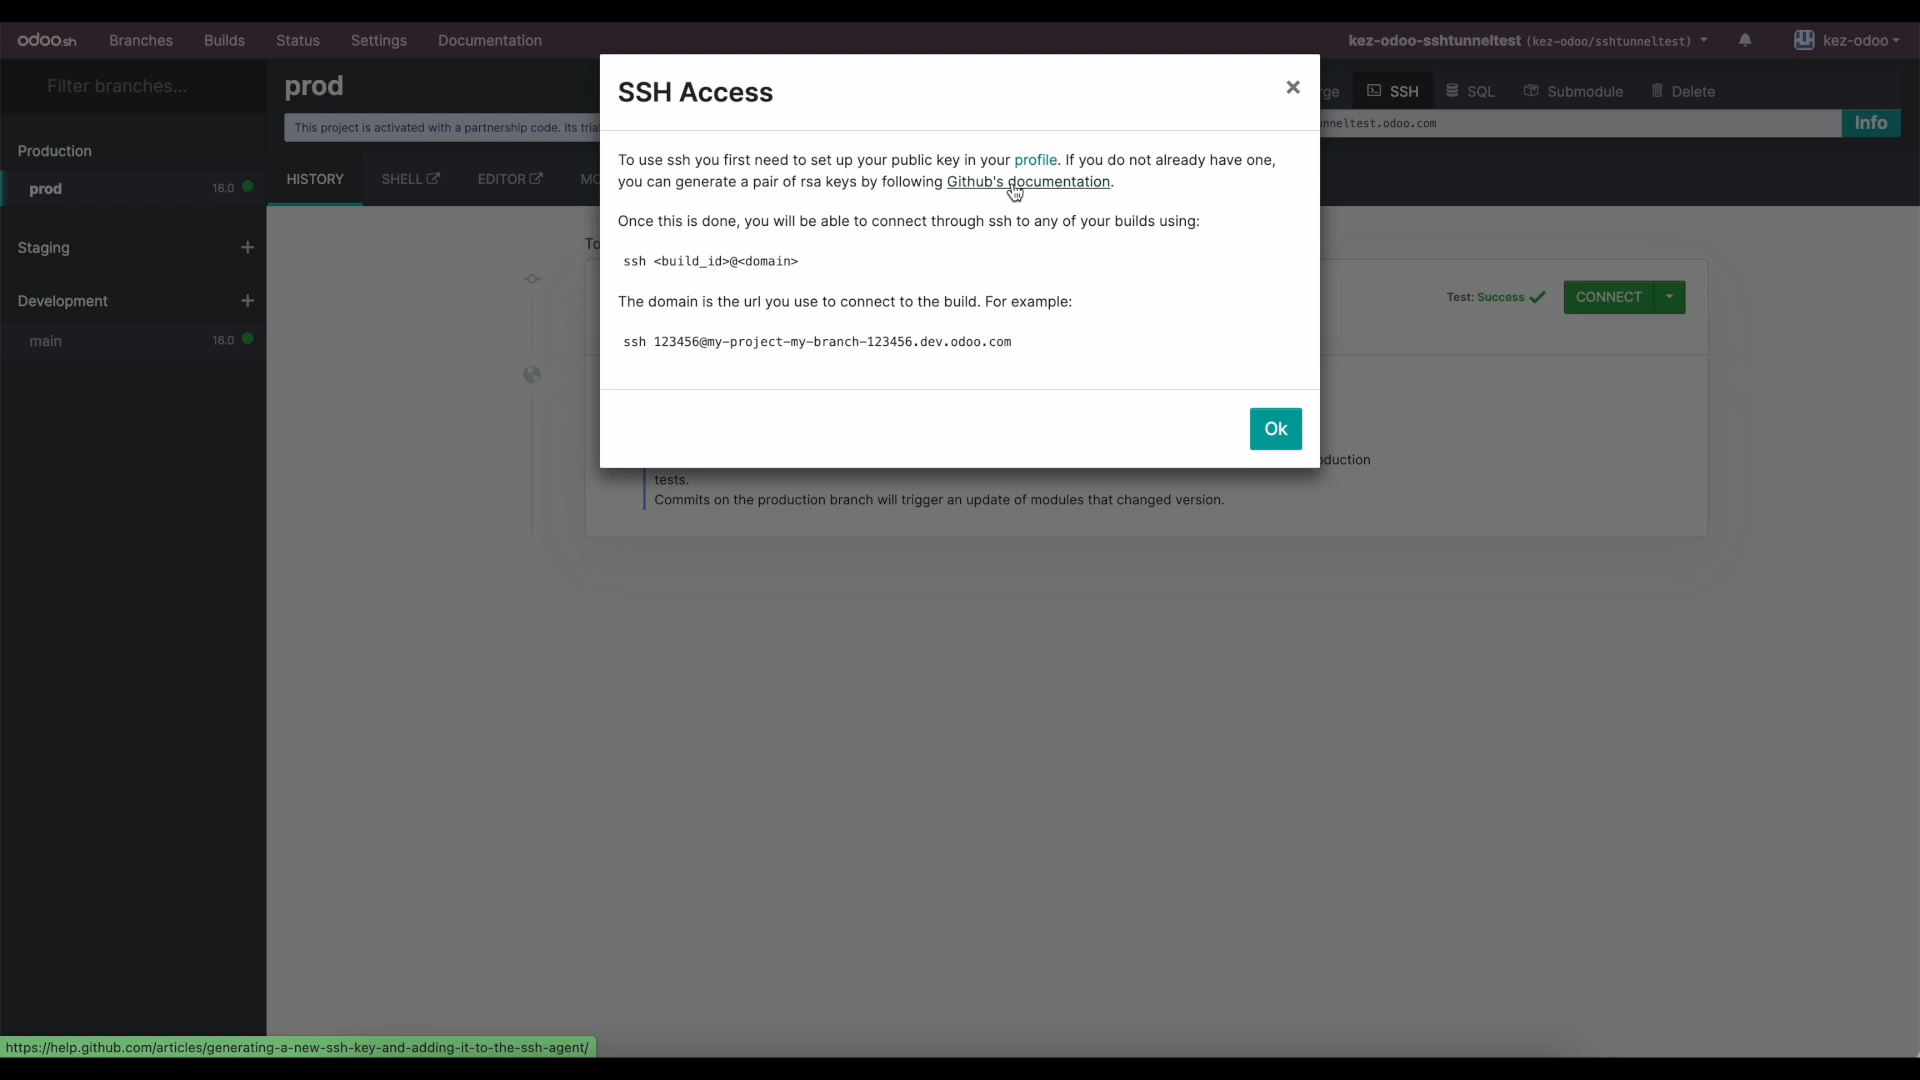 odoo.sh Branches Builds Status Settings Documentation kez-odoo-sshtunneltest (kez-odoo/sshtunneltest) kez-odoo
Filter branches...
prod
SSH SQL Submodule Delete
This project is activated with a partnership code. Its
nneltest.odoo.com Info
Production
prod 16.0
HISTORY SHELL EDITOR
Staging +
Development +
main 16.0
SSH Access
×
To use ssh you first need to set up your public key in your profile. If you do not already have one,
you can generate a pair of rsa keys by following Github's documentation.
Once this is done, you will be able to connect through ssh to any of your builds using:
ssh <build_id>@<domain>
The domain is the url you use to connect to the build. For example:
ssh 123456@my-project-my-branch-123456.dev.odoo.com
Ok
Test: Success CONNECT
duction
tests.
Commits on the production branch will trigger an update of modules that changed version.
https://help.github.com/articles/generating-a-new-ssh-key-and-adding-it-to-the-ssh-agent/